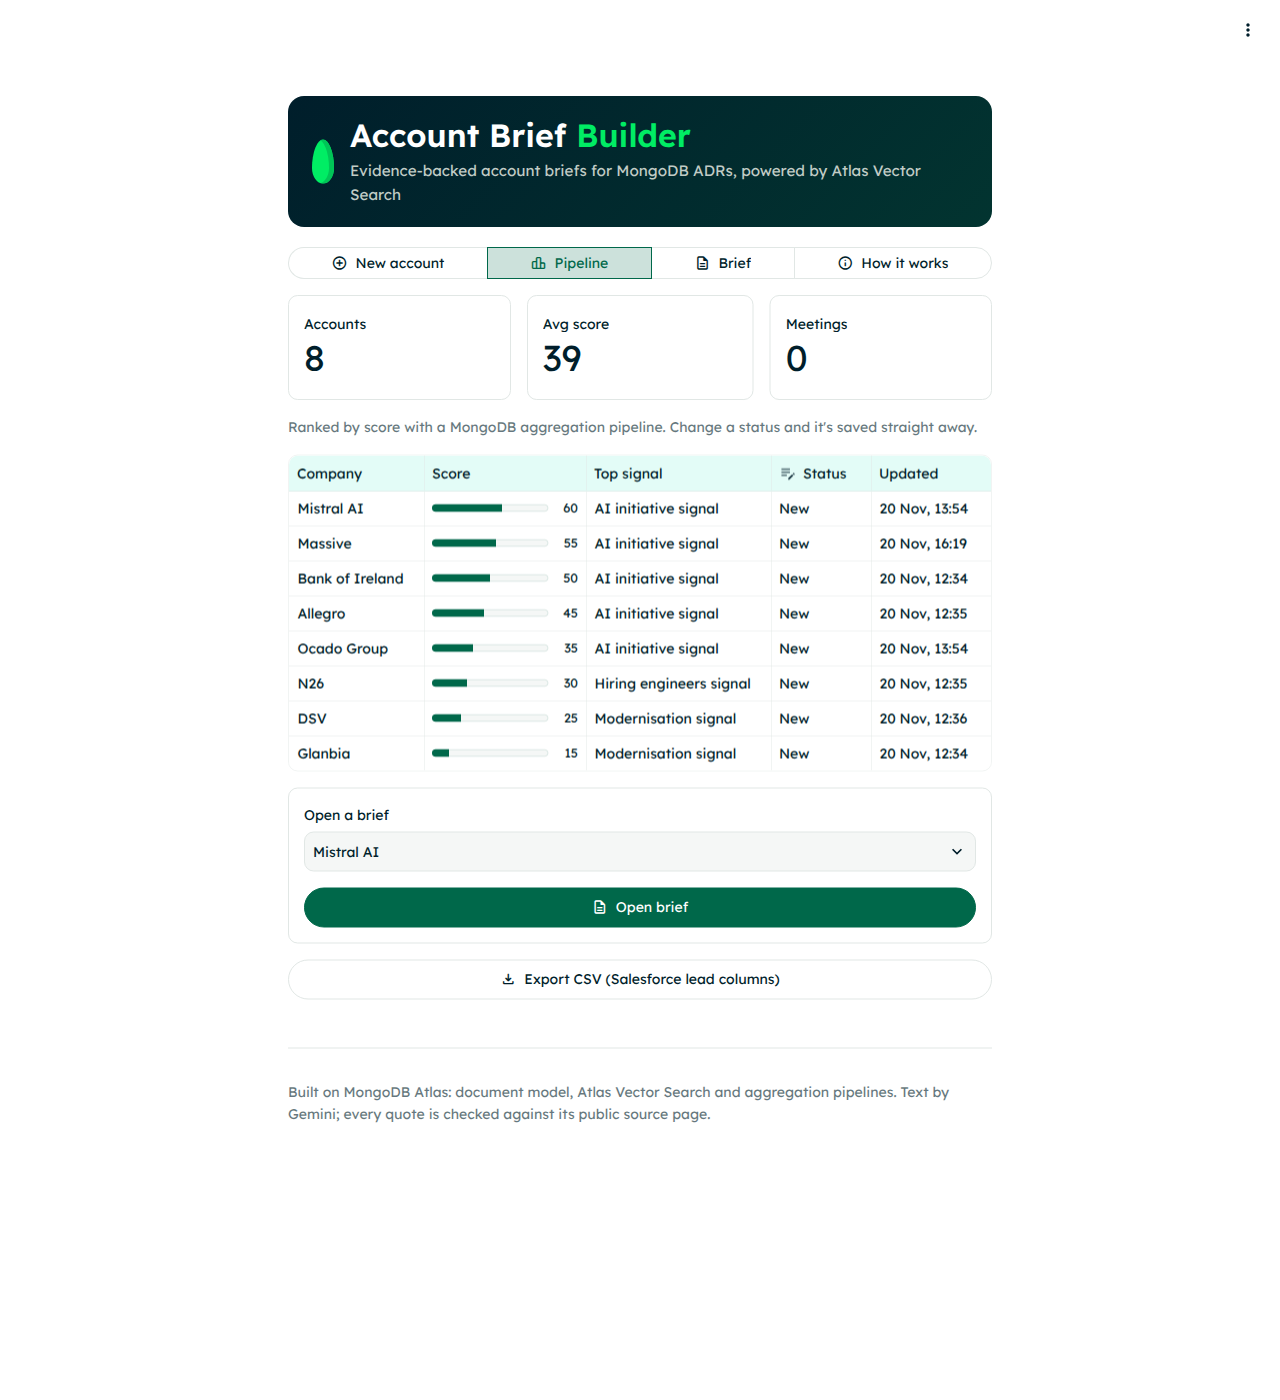 Account Brief Builder
Evidence-backed account briefs for MongoDB ADRs, powered by Atlas Vector
Search
New account Pipeline Brief How it works
Accounts Avg score Meetings
8 39 0
Ranked by score with a MongoDB aggregation pipeline. Change a status and it's saved straight away.
Company Score Top signal Status Updated
Mistral AI 60 AI initiative signal New 20 Nov, 13:54
Massive 55 AI initiative signal New 20 Nov, 16:19
Bank of Ireland 50 AI initiative signal New 20 Nov, 12:34
Allegro 45 AI initiative signal New 20 Nov, 12:35
Ocado Group 35 AI initiative signal New 20 Nov, 13:54
N26 30 Hiring engineers signal New 20 Nov, 12:35
DSV 25 Modernisation signal New 20 Nov, 12:36
Glanbia 15 Modernisation signal New 20 Nov, 12:34
Open a brief
Mistral AI
Open brief
Export CSV (Salesforce lead columns)
Built on MongoDB Atlas: document model, Atlas Vector Search and aggregation pipelines. Text by
Gemini; every quote is checked against its public source page.